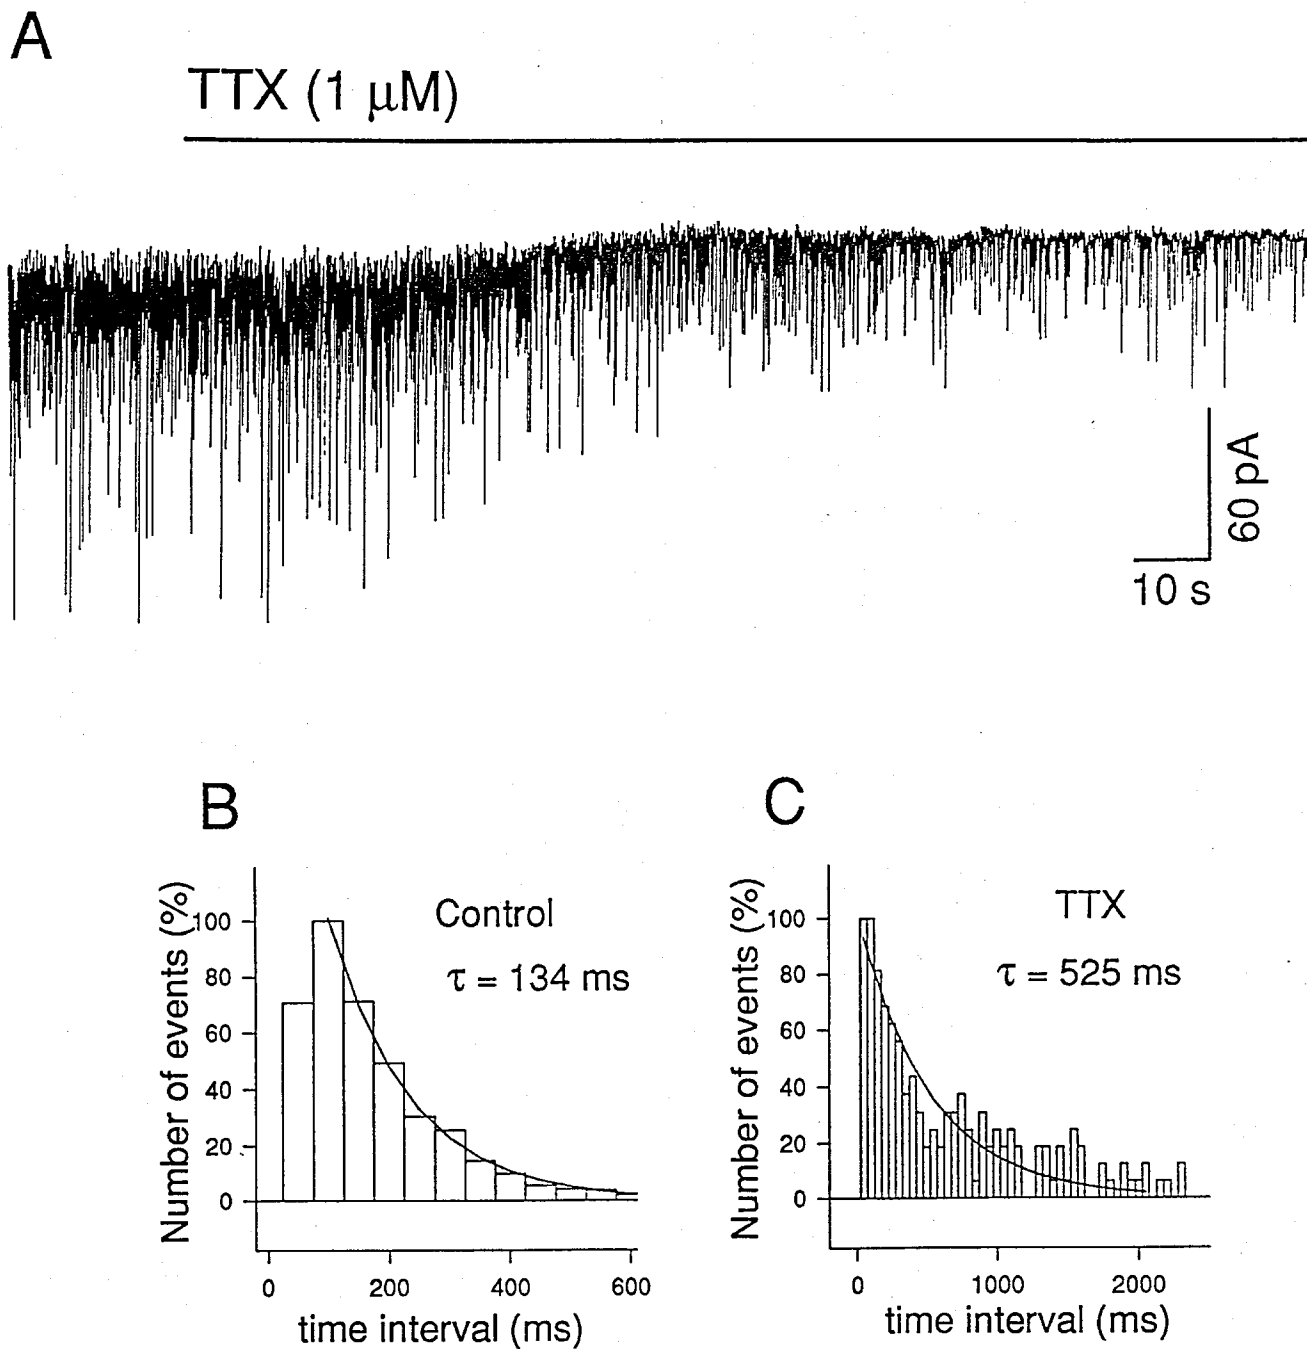 A
TTX (1 µM)
60 pA
10 s
B
C
Number of events (%)
100
80
60
40
20
0
Control
τ = 134 ms
0 200 400 600
time interval (ms)
Number of events (%)
100
80
60
40
20
0
TTX
τ = 525 ms
0 1000 2000
time interval (ms)